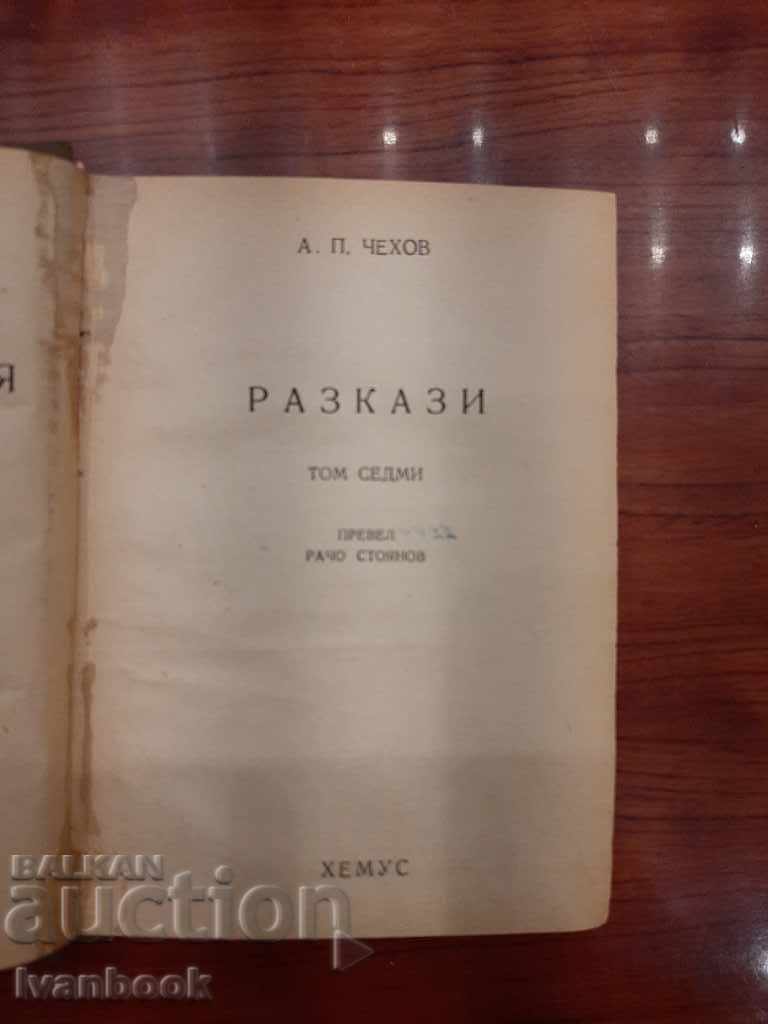 Я
А. П. ЧЕХОВ
РАЗКАЗИ
ТОМ СЕДМИ
ПРЕВЕЛ
РАЧО СТОЯНОВ
ХЕМУС
BALKAN
auction
Ivanbook